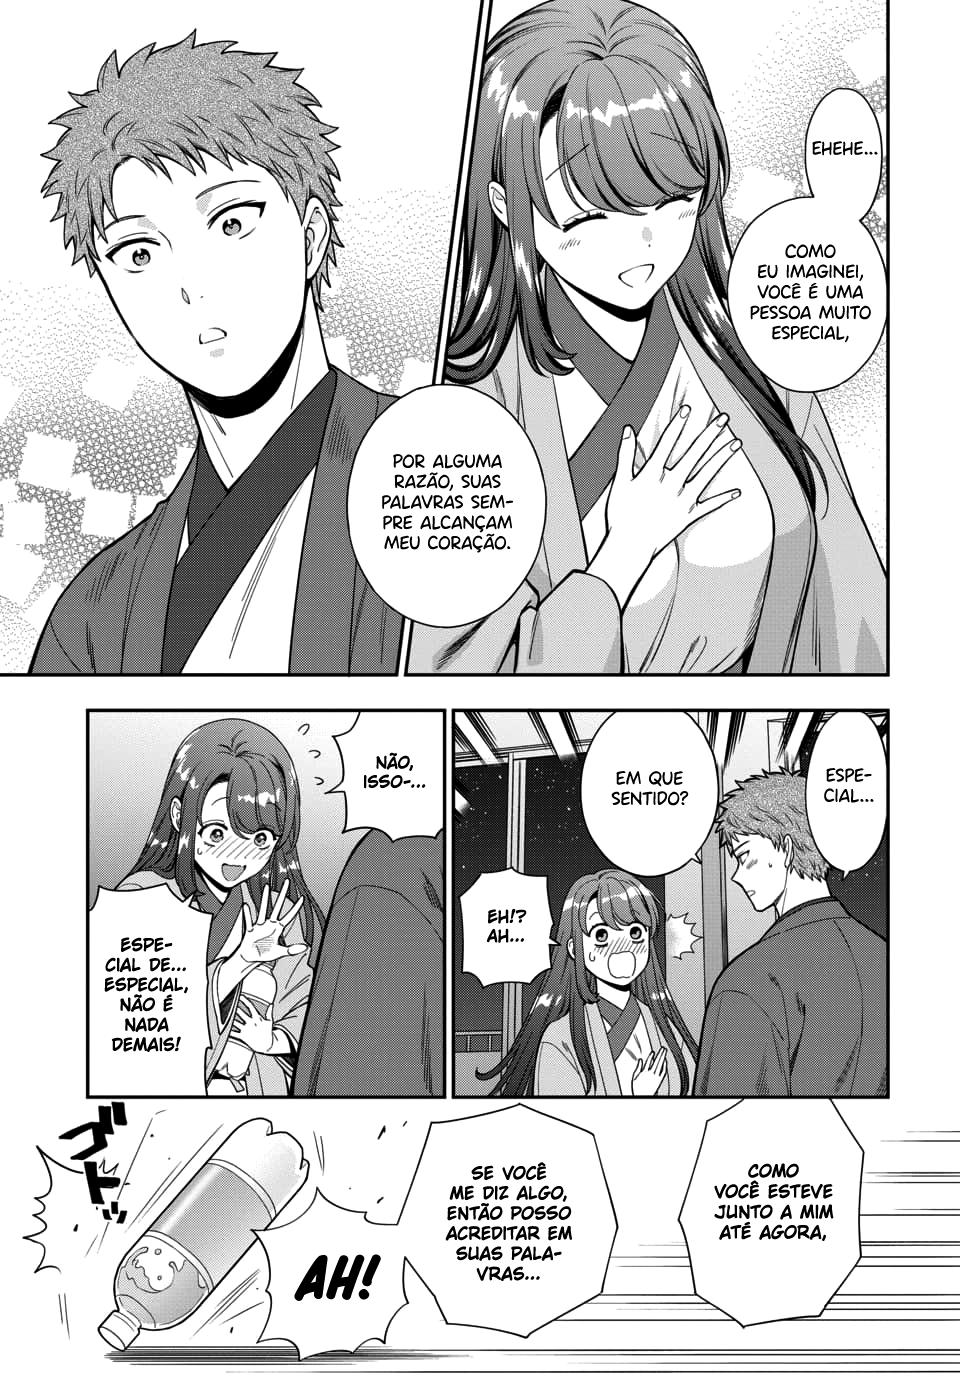 EHEHE...
COMO
EU IMAGINEI,
VOCÊ É UMA
PESSOA MUITO
ESPECIAL,
POR ALGUMA
RAZÃO, SUAS
PALAVRAS SEM-
PRE ALCANÇAM
MEU CORAÇÃO.
ESPE-
CIAL...
EM QUE
SENTIDO?
EH!?
AH...
NÃO,
ISSO-...
ESPE-
CIAL DE...
ESPECIAL,
NÃO É
NADA
DEMAIS!
COMO
VOCÊ ESTEVE
JUNTO A MIM
ATÉ AGORA,
SE VOCÊ
ME DIZ ALGO,
ENTÃO POSSO
ACREDITAR EM
SUAS PALA-
VRAS...
AH!
ゴトッ